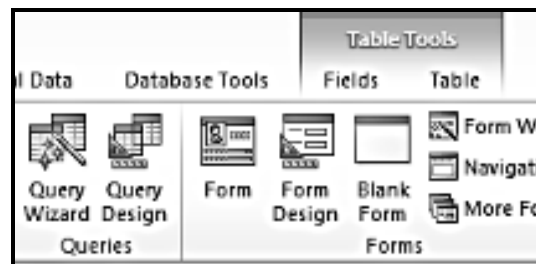 Table Tools
l Data Database Tools Fields Table
Query Wizard
Query Design
Form
Form Design
Blank Form
Form W
Navigati
More Fo
Queries
Forms